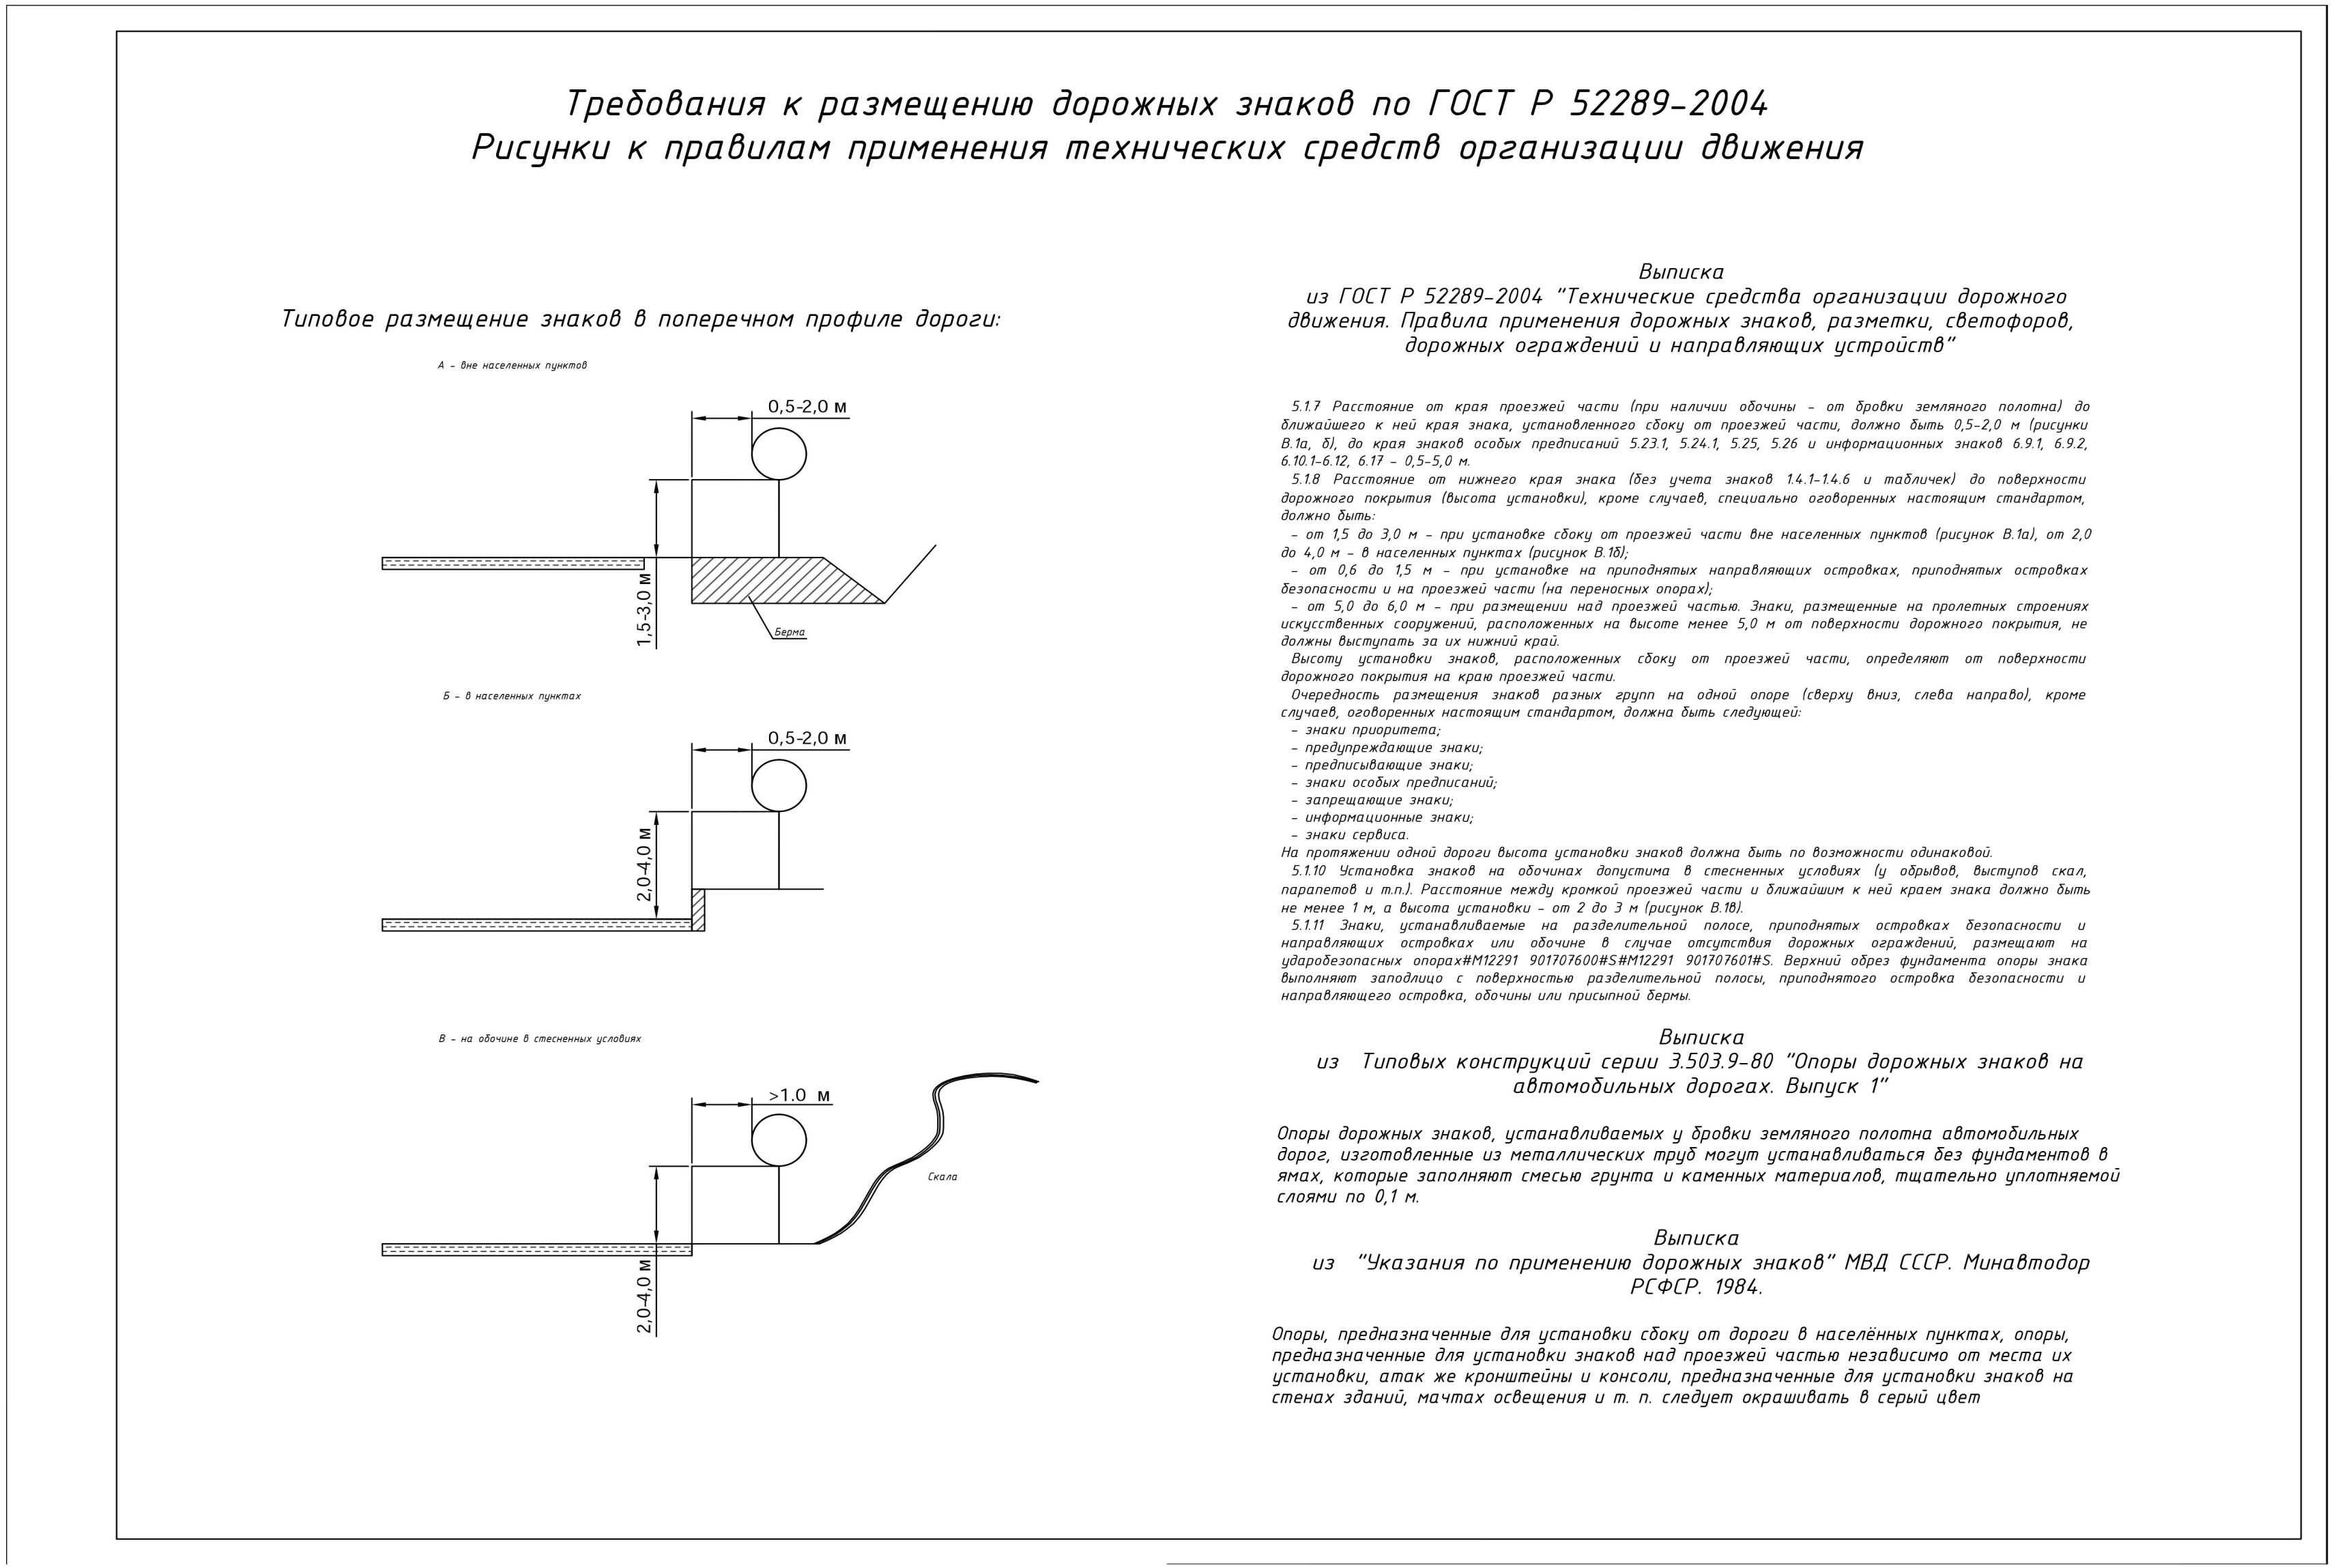 Требования к размещению дорожных знаков по ГОСТ Р 52289-2004
Рисунки к правилам применения технических средств организации движения
Типовое размещение знаков в поперечном профиле дороги:
А - вне населенных пунктов
0,5-2,0 м
1,5-3,0 м
Берма
Б - в населенных пунктах
0,5-2,0 м
2,0-4,0 м
В - на обочине в стесненных условиях
>1.0 м
Скала
2,0-4,0 м
Выписка
из ГОСТ Р 52289-2004 "Технические средства организации дорожного
движения. Правила применения дорожных знаков, разметки, светофоров,
дорожных ограждений и направляющих устройств"
5.1.7 Расстояние от края проезжей части (при наличии обочины - от бровки земляного полотна) до
ближайшего к ней края знака, установленного сбоку от проезжей части, должно быть 0,5-2,0 м (рисунки
В.1а, б), до края знаков особых предписаний 5.23.1, 5.24.1, 5.25, 5.26 и информационных знаков 6.9.1, 6.9.2,
6.10.1-6.12, 6.17 - 0,5-5,0 м.
5.1.8 Расстояние от нижнего края знака (без учета знаков 1.4.1-1.4.6 и табличек) до поверхности
дорожного покрытия (высота установки), кроме случаев, специально оговоренных настоящим стандартом,
должно быть:
- от 1,5 до 3,0 м - при установке сбоку от проезжей части вне населенных пунктов (рисунок В.1а), от 2,0
до 4,0 м - в населенных пунктах (рисунок В.1б);
- от 0,6 до 1,5 м - при установке на приподнятых направляющих островках, приподнятых островках
безопасности и на проезжей части (на переносных опорах);
- от 5,0 до 6,0 м - при размещении над проезжей частью. Знаки, размещенные на пролетных строениях
искусственных сооружений, расположенных на высоте менее 5,0 м от поверхности дорожного покрытия, не
должны выступать за их нижний край.
Высоту установки знаков, расположенных сбоку от проезжей части, определяют от поверхности
дорожного покрытия на краю проезжей части.
Очередность размещения знаков разных групп на одной опоре (сверху вниз, слева направо), кроме
случаев, оговоренных настоящим стандартом, должна быть следующей:
- знаки приоритета;
- предупреждающие знаки;
- предписывающие знаки;
- знаки особых предписаний;
- запрещающие знаки;
- информационные знаки;
- знаки сервиса.
На протяжении одной дороги высота установки знаков должна быть по возможности одинаковой.
5.1.10 Установка знаков на обочинах допустима в стесненных условиях (у обрывов, выступов скал,
парапетов и т.п.). Расстояние между кромкой проезжей части и ближайшим к ней краем знака должно быть
не менее 1 м, а высота установки - от 2 до 3 м (рисунок В.1в).
5.1.11 Знаки, устанавливаемые на разделительной полосе, приподнятых островках безопасности и
направляющих островках или обочине в случае отсутствия дорожных ограждений, размещают на
ударобезопасных опорах#M12291 901707600#S#M12291 901707601#S. Верхний обрез фундамента опоры знака
выполняют заподлицо с поверхностью разделительной полосы, приподнятого островка безопасности и
направляющего островка, обочины или присыпной бермы.
Выписка
из Типовых конструкций серии 3.503.9-80 "Опоры дорожных знаков на
автомобильных дорогах. Выпуск 1"
Опоры дорожных знаков, устанавливаемых у бровки земляного полотна автомобильных
дорог, изготовленные из металлических труб могут устанавливаться без фундаментов в
ямах, которые заполняют смесью грунта и каменных материалов, тщательно уплотняемой
слоями по 0,1 м.
Выписка
из "Указания по применению дорожных знаков" МВД СССР. Минавтодор
РСФСР. 1984.
Опоры, предназначенные для установки сбоку от дороги в населённых пунктах, опоры,
предназначенные для установки знаков над проезжей частью независимо от места их
установки, атак же кронштейны и консоли, предназначенные для установки знаков на
стенах зданий, мачтах освещения и т. п. следует окрашивать в серый цвет